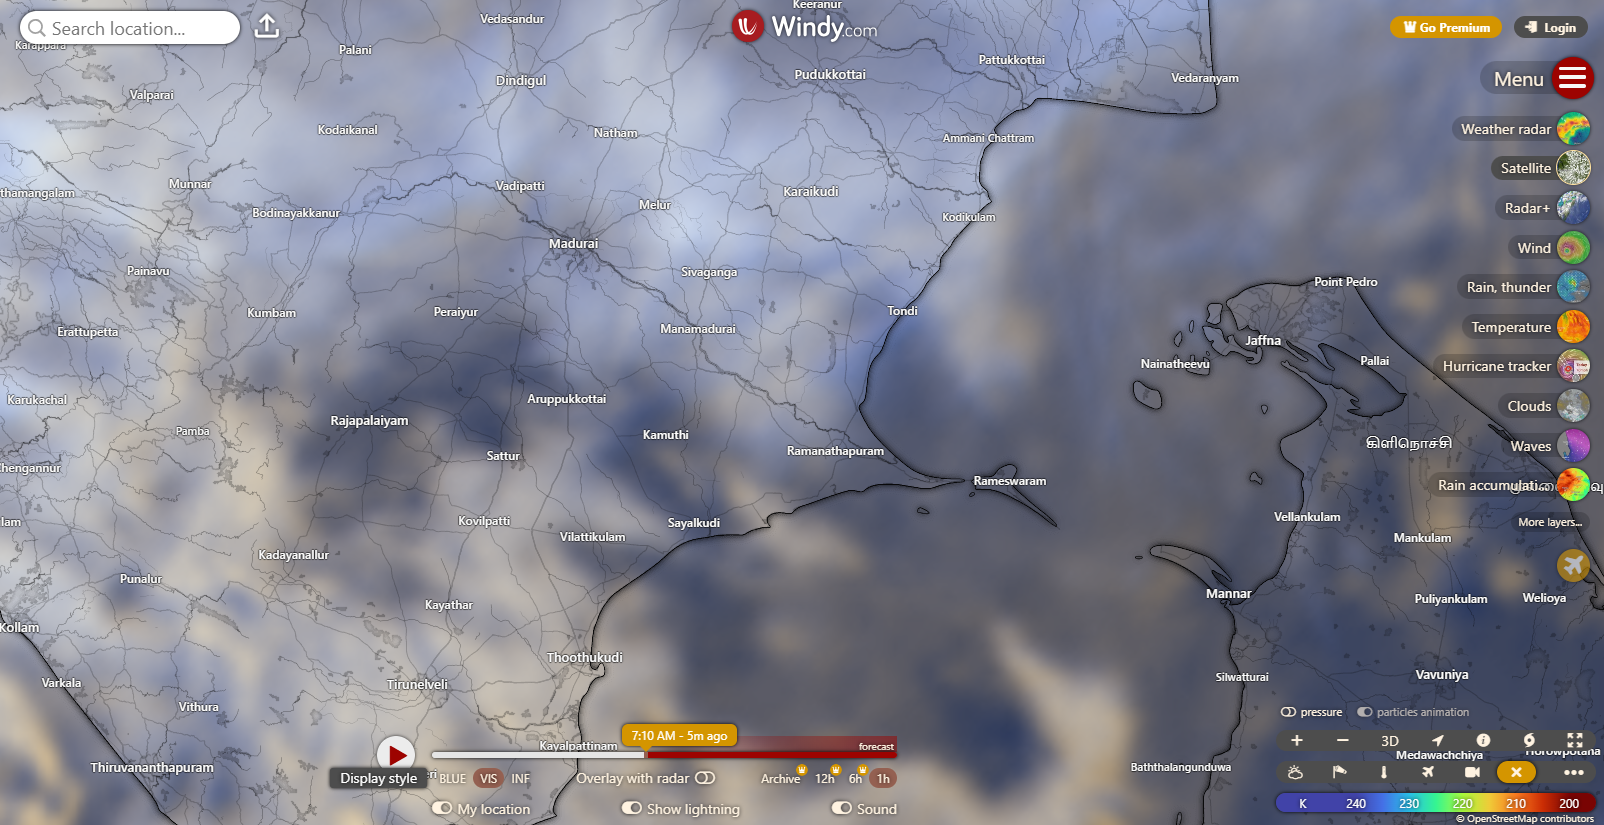 Search location...
Windy.com
Go Premium
Login
Menu
Weather radar
Satellite
Radar+
Wind
Rain, thunder
Temperature
Hurricane tracker
Clouds
Waves
Rain accumulati...
More layers...
Keeranur
Vedasandur
Karappara
Palani
Pattukkottai
Pudukkottai
Vedaranyam
Dindigul
Valparai
Kodaikanal
Natham
Ammani Chattram
Munnar
Vadipatti
Karaikudi
thamangalam
Melur
Bodinayakkanur
Kodikulam
Madurai
Painavu
Sivaganga
Point Pedro
Kumbam
Peraiyur
Tondi
Erattupetta
Manamadurai
Jaffna
Nainatheevu
Pallai
Karukachal
Aruppukkottai
Rajapalaiyam
Pamba
Kamuthi
கிளிநொச்சி
Ramanathapuram
Sattur
Chengannur
Rameswaram
Kovilpatti
Sayalkudi
Vellankulam
lam
Vilattikulam
Mankulam
Kadayanallur
Punalur
Mannar
Puliyankulam
Welioya
Kayathar
Kollam
Thoothukudi
Silwatturai
Vavuniya
Varkala
Tirunelveli
Vithura
Kayalpattinam
Thiruvananthapuram
Baththalangunduwa
Medawachchiya
Horowpotana
7:10 AM - 5m ago
forecast
Display style
BLUE
VIS
INF
Overlay with radar
Archive
12h
6h
1h
My location
Show lightning
Sound
pressure
particles animation
+
−
3D
K
240
230
220
210
200
© OpenStreetMap contributors